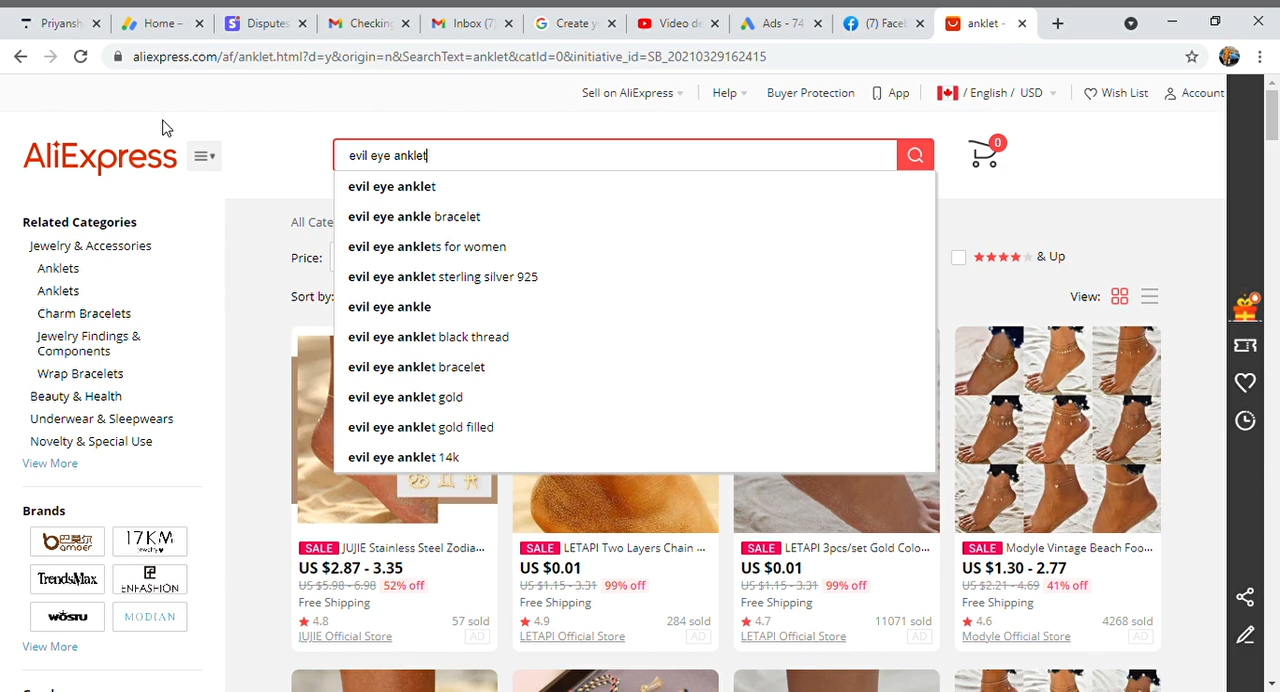 Priyansh
Home –
Disputes
Checking
Inbox (7
Create y
Video de
Ads - 74
(7) Face
anklet -
aliexpress.com/af/anklet.html?d=y&origin=n&SearchText=anklet&catId=0&initiative_id=SB_20210329162415
Sell on AliExpress
Help
Buyer Protection
App
/ English / USD
Wish List
Account
AliExpress
evil eye anklet
0
evil eye anklet
evil eye ankle bracelet
evil eye anklets for women
evil eye anklet sterling silver 925
evil eye ankle
evil eye anklet black thread
evil eye anklet bracelet
evil eye anklet gold
evil eye anklet gold filled
evil eye anklet 14k
Related Categories
Jewelry & Accessories
Anklets
Anklets
Charm Bracelets
Jewelry Findings &
Components
Wrap Bracelets
Beauty & Health
Underwear & Sleepwears
Novelty & Special Use
View More
Brands
巴莫尔
bamoer
17KM
TrendsMax
ENFASHION
WOSTU
MODIAN
View More
All Cate
Price:
& Up
Sort by:
View:
SALE JUJIE Stainless Steel Zodia...
US $2.87 - 3.35
US $5.98 - 6.98 52% off
Free Shipping
4.8 57 sold
JUJIE Official Store AD
SALE LETAPI Two Layers Chain ...
US $0.01
US $1.15 - 3.31 99% off
Free Shipping
4.9 284 sold
LETAPI Official Store AD
SALE LETAPI 3pcs/set Gold Colo...
US $0.01
US $1.15 - 3.31 99% off
Free Shipping
4.7 11071 sold
LETAPI Official Store AD
SALE Modyle Vintage Beach Foo...
US $1.30 - 2.77
US $2.21 - 4.69 41% off
Free Shipping
4.6 4268 sold
Modyle Official Store AD